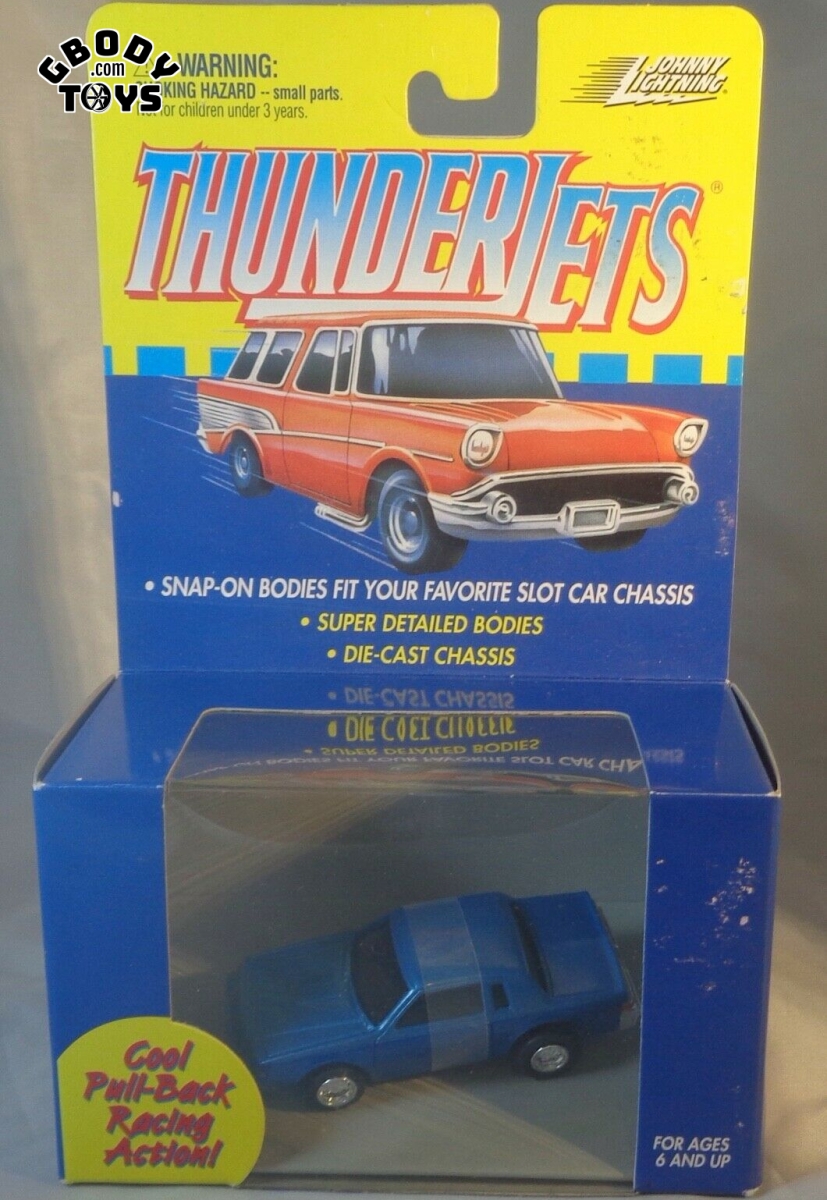 GBODY
.com
TOYS
WARNING:
CHOKING HAZARD -- small parts.
Not for children under 3 years.
JOHNNY
LIGHTNING
THUNDERJETS
®
• SNAP-ON BODIES FIT YOUR FAVORITE SLOT CAR CHASSIS
• SUPER DETAILED BODIES
• DIE-CAST CHASSIS
Cool
Pull-Back
Racing
Action!
FOR AGES
6 AND UP